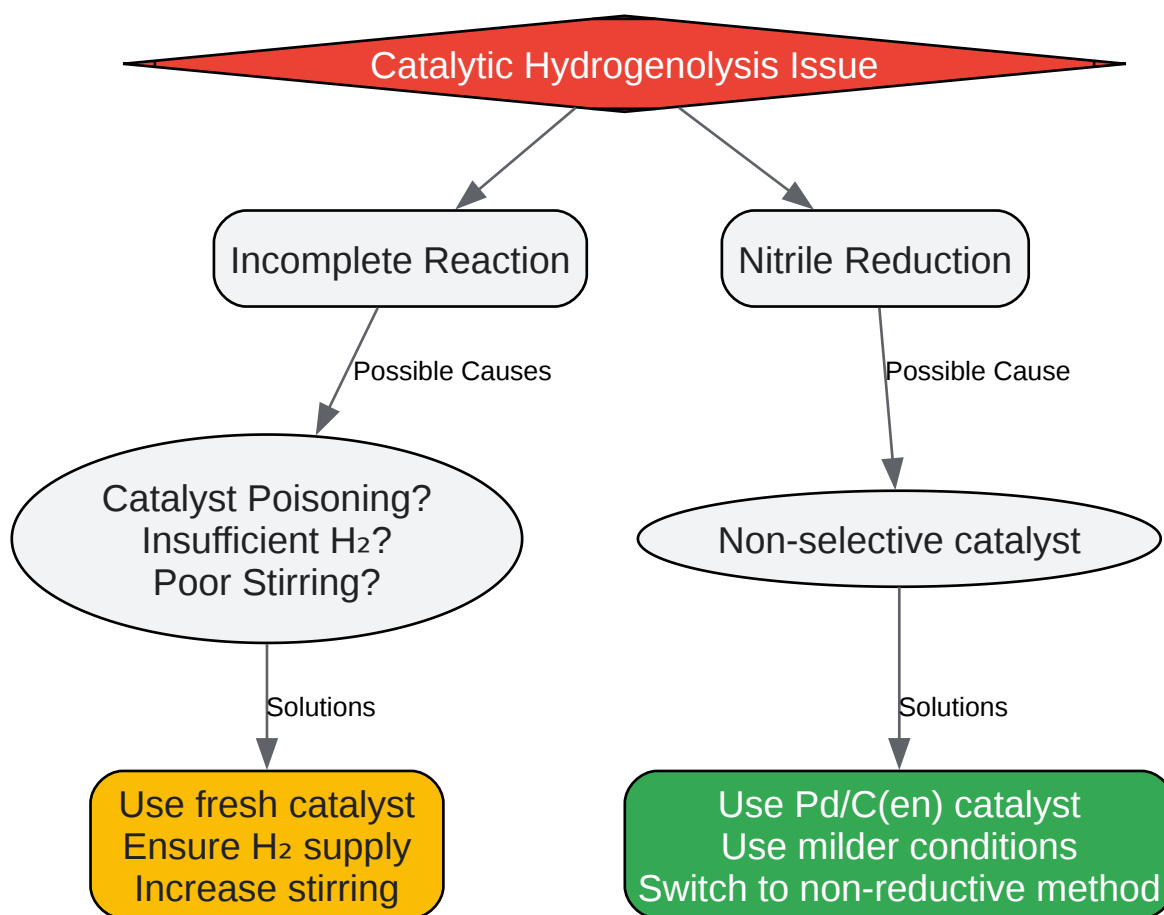 Catalytic Hydrogenolysis Issue
Incomplete Reaction
Nitrile Reduction
Possible Causes
Possible Cause
Catalyst Poisoning?
Insufficient H₂?
Poor Stirring?
Non-selective catalyst
Solutions
Solutions
Use fresh catalyst
Ensure H₂ supply
Increase stirring
Use Pd/C(en) catalyst
Use milder conditions
Switch to non-reductive method